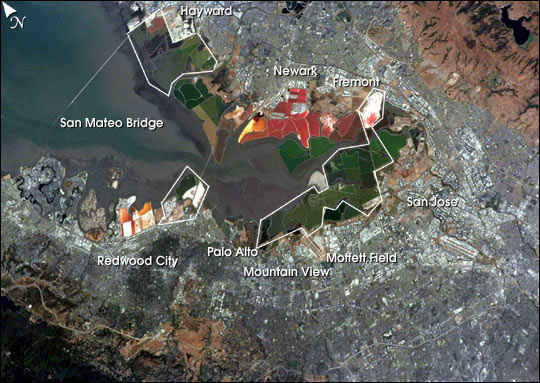 N
Hayward
Newark
Fremont
San Mateo Bridge
San Jose
Palo Alto
Moffett Field
Redwood City
Mountain View